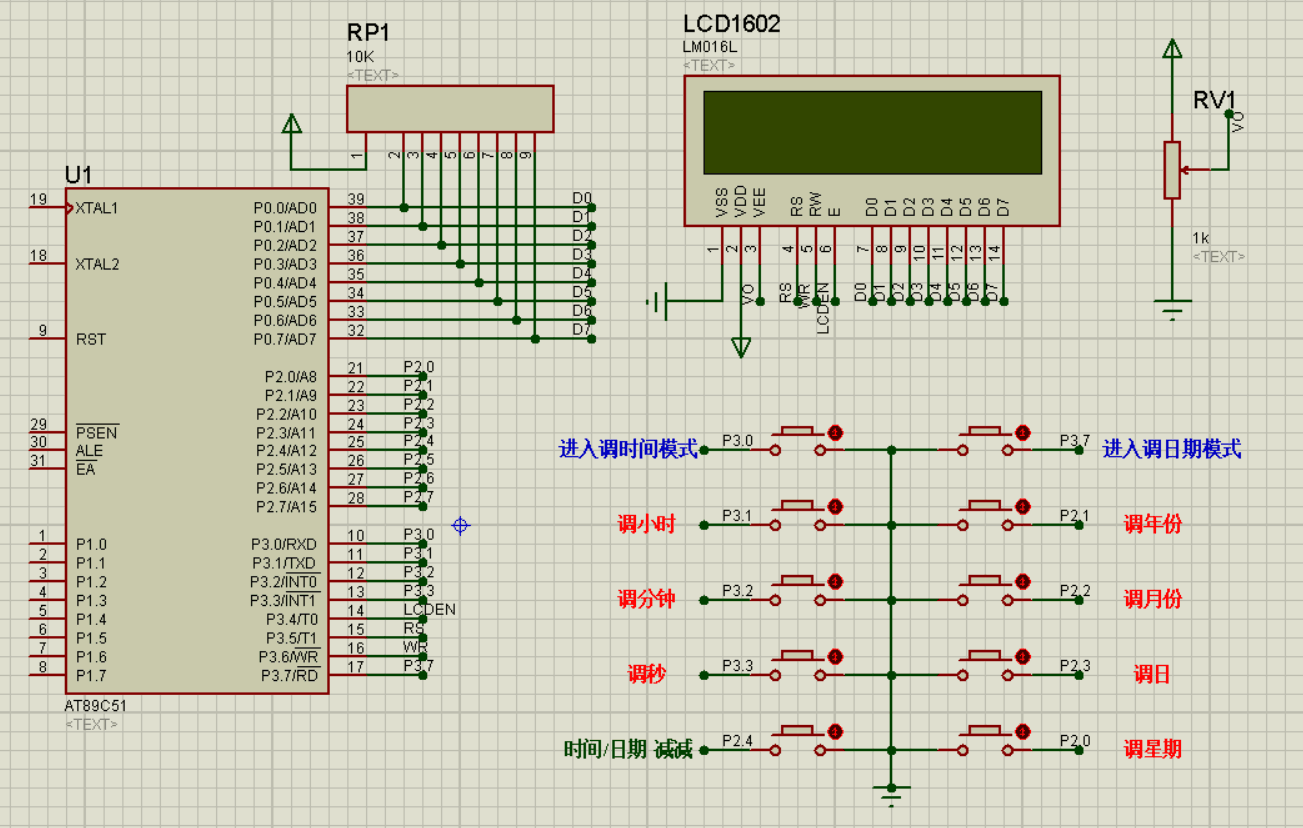 RP1
10K
<TEXT>
1
2
3
4
5
6
7
8
9
LCD1602
LM016L
<TEXT>
VSS
VDD
VEE
RS
RW
E
D0
D1
D2
D3
D4
D5
D6
D7
1
2
3
4
5
6
7
8
9
10
11
12
13
14
VO
RS
WR
LCDEN
D0
D1
D2
D3
D4
D5
D6
D7
RV1
VO
1k
<TEXT>
U1
19
XTAL1
18
XTAL2
9
RST
29
PSEN
30
ALE
31
EA
1
P1.0
2
P1.1
3
P1.2
4
P1.3
5
P1.4
6
P1.5
7
P1.6
8
P1.7
P0.0/AD0 39 D0
P0.1/AD1 38 D1
P0.2/AD2 37 D2
P0.3/AD3 36 D3
P0.4/AD4 35 D4
P0.5/AD5 34 D5
P0.6/AD6 33 D6
P0.7/AD7 32 D7
P2.0/A8 21 P2.0
P2.1/A9 22 P2.1
P2.2/A10 23 P2.2
P2.3/A11 24 P2.3
P2.4/A12 25 P2.4
P2.5/A13 26 P2.5
P2.6/A14 27 P2.6
P2.7/A15 28 P2.7
P3.0/RXD 10 P3.0
P3.1/TXD 11 P3.1
P3.2/INT0 12 P3.2
P3.3/INT1 13 P3.3
P3.4/T0 14 LCDEN
P3.5/T1 15 RS
P3.6/WR 16 WR
P3.7/RD 17 P3.7
AT89C51
<TEXT>
进入调时间模式 P3.0 P3.7 进入调日期模式
调小时 P3.1 P2.1 调年份
调分钟 P3.2 P2.2 调月份
调秒 P3.3 P2.3 调日
时间/日期 减减 P2.4 P2.0 调星期